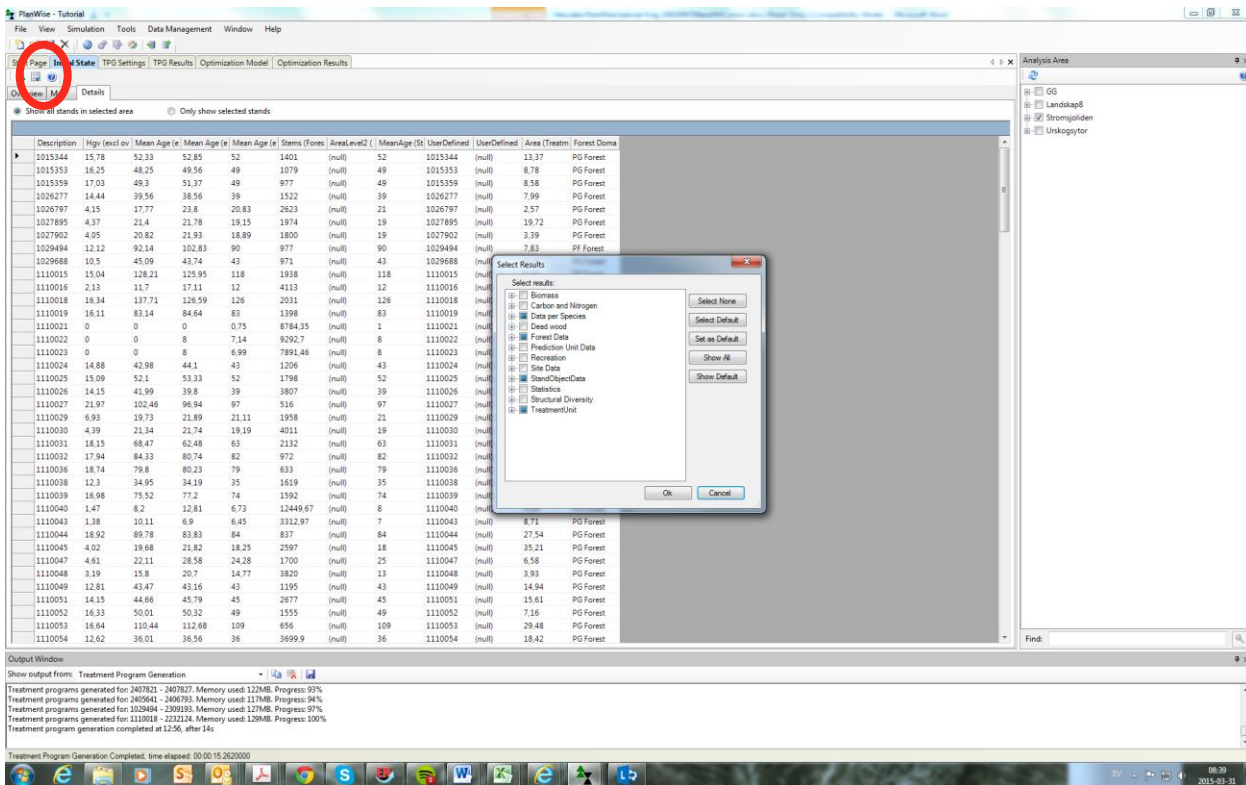 PlanWise - Tutorial
File View Simulation Tools Data Management Window Help
Start Page Initial State TPG Settings TPG Results Optimization Model Optimization Results
Details
Show all stands in selected area Only show selected stands
Description Hgv (excl ov Mean Age (e Mean Age (e Mean Age (e Stems (Fores AreaLevel2 ( MeanAge (St UserDefined UserDefined Area (Treatm Forest Doma
1015344 15,78 52,33 52,85 52 1401 (null) 52 1015344 (null) 13,37 PG Forest
1015353 16,25 48,25 49,56 49 1079 (null) 49 1015353 (null) 8,78 PG Forest
1015359 17,03 49,3 51,37 49 977 (null) 49 1015359 (null) 8,58 PG Forest
1026277 14,44 39,56 38,56 39 1522 (null) 39 1026277 (null) 7,99 PG Forest
1026797 4,15 17,77 23,8 20,83 2623 (null) 21 1026797 (null) 2,57 PG Forest
1027895 4,37 21,4 21,78 19,15 1974 (null) 19 1027895 (null) 19,72 PG Forest
1027902 4,05 20,82 21,93 18,89 1800 (null) 19 1027902 (null) 3,39 PG Forest
1029494 12,12 92,14 102,83 90 977 (null) 90 1029494 (null) 7,83 PF Forest
1029688 10,5 45,09 43,74 43 971 (null) 43 1029688 (null)
1110015 15,04 128,21 125,95 118 1938 (null) 118 1110015 (null)
1110016 2,13 11,7 17,11 12 4113 (null) 12 1110016 (null)
1110018 16,34 137,71 126,59 126 2031 (null) 126 1110018 (null)
1110019 16,11 83,14 84,64 83 1398 (null) 83 1110019 (null)
1110021 0 0 0 0,75 8784,35 (null) 1 1110021 (null)
1110022 0 0 8 7,14 9292,7 (null) 8 1110022 (null)
1110023 0 0 8 6,99 7891,46 (null) 8 1110023 (null)
1110024 14,88 42,98 44,1 43 1206 (null) 43 1110024 (null)
1110025 15,09 52,1 53,33 52 1798 (null) 52 1110025 (null)
1110026 14,15 41,99 39,8 39 3807 (null) 39 1110026 (null)
1110027 21,97 102,46 96,94 97 516 (null) 97 1110027 (null)
1110029 6,93 19,73 21,89 21,11 1958 (null) 21 1110029 (null)
1110030 4,39 21,34 21,74 19,19 4011 (null) 19 1110030 (null)
1110031 18,15 68,47 62,48 63 2132 (null) 63 1110031 (null)
1110032 17,94 84,33 80,74 82 972 (null) 82 1110032 (null)
1110036 18,74 79,8 80,23 79 633 (null) 79 1110036 (null)
1110038 12,3 34,95 34,19 35 1619 (null) 35 1110038 (null)
1110039 16,98 75,52 77,2 74 1592 (null) 74 1110039 (null)
1110040 1,47 8,2 12,81 6,73 12449,67 (null) 8 1110040 (null)
1110043 1,38 10,11 6,9 6,45 3312,97 (null) 7 1110043 (null) 8,71 PG Forest
1110044 18,92 89,78 83,83 84 837 (null) 84 1110044 (null) 27,54 PG Forest
1110045 4,02 19,68 21,82 18,25 2597 (null) 18 1110045 (null) 35,21 PG Forest
1110047 4,61 22,11 28,58 24,28 1700 (null) 25 1110047 (null) 6,58 PG Forest
1110048 3,19 15,8 20,7 14,77 3820 (null) 13 1110048 (null) 3,93 PG Forest
1110049 12,81 43,47 43,16 43 1195 (null) 43 1110049 (null) 14,94 PG Forest
1110051 14,15 44,66 45,79 45 2677 (null) 45 1110051 (null) 15,61 PG Forest
1110052 16,33 50,01 50,32 49 1555 (null) 49 1110052 (null) 7,16 PG Forest
1110053 16,64 110,44 112,68 109 656 (null) 109 1110053 (null) 29,48 PG Forest
1110054 12,62 36,01 36,56 36 3699,9 (null) 36 1110054 (null) 18,42 PG Forest
Select Results
Select results:
Biomass
Carbon and Nitrogen
Data per Species
Dead wood
Forest Data
Prediction Unit Data
Recreation
Site Data
StandObjectData
Statistics
Structural Diversity
TreatmentUnit
Select None
Select Default
Set as Default
Show All
Show Default
Ok Cancel
Analysis Area
GG
Landskap8
Stromsjoliden
Urskogsytor
Find:
Output Window
Show output from: Treatment Program Generation
Treatment programs generated for: 2407821 - 2407827. Memory used: 122MB. Progress: 93%
Treatment programs generated for: 2405641 - 2406793. Memory used: 117MB. Progress: 94%
Treatment programs generated for: 1029494 - 2309193. Memory used: 127MB. Progress: 97%
Treatment programs generated for: 1110018 - 2232124. Memory used: 129MB. Progress: 100%
Treatment program generation completed at 12:56, after 14s
Treatment Program Generation Completed, time elapsed: 00:00:15.2620000
SV
08:39
2015-03-31